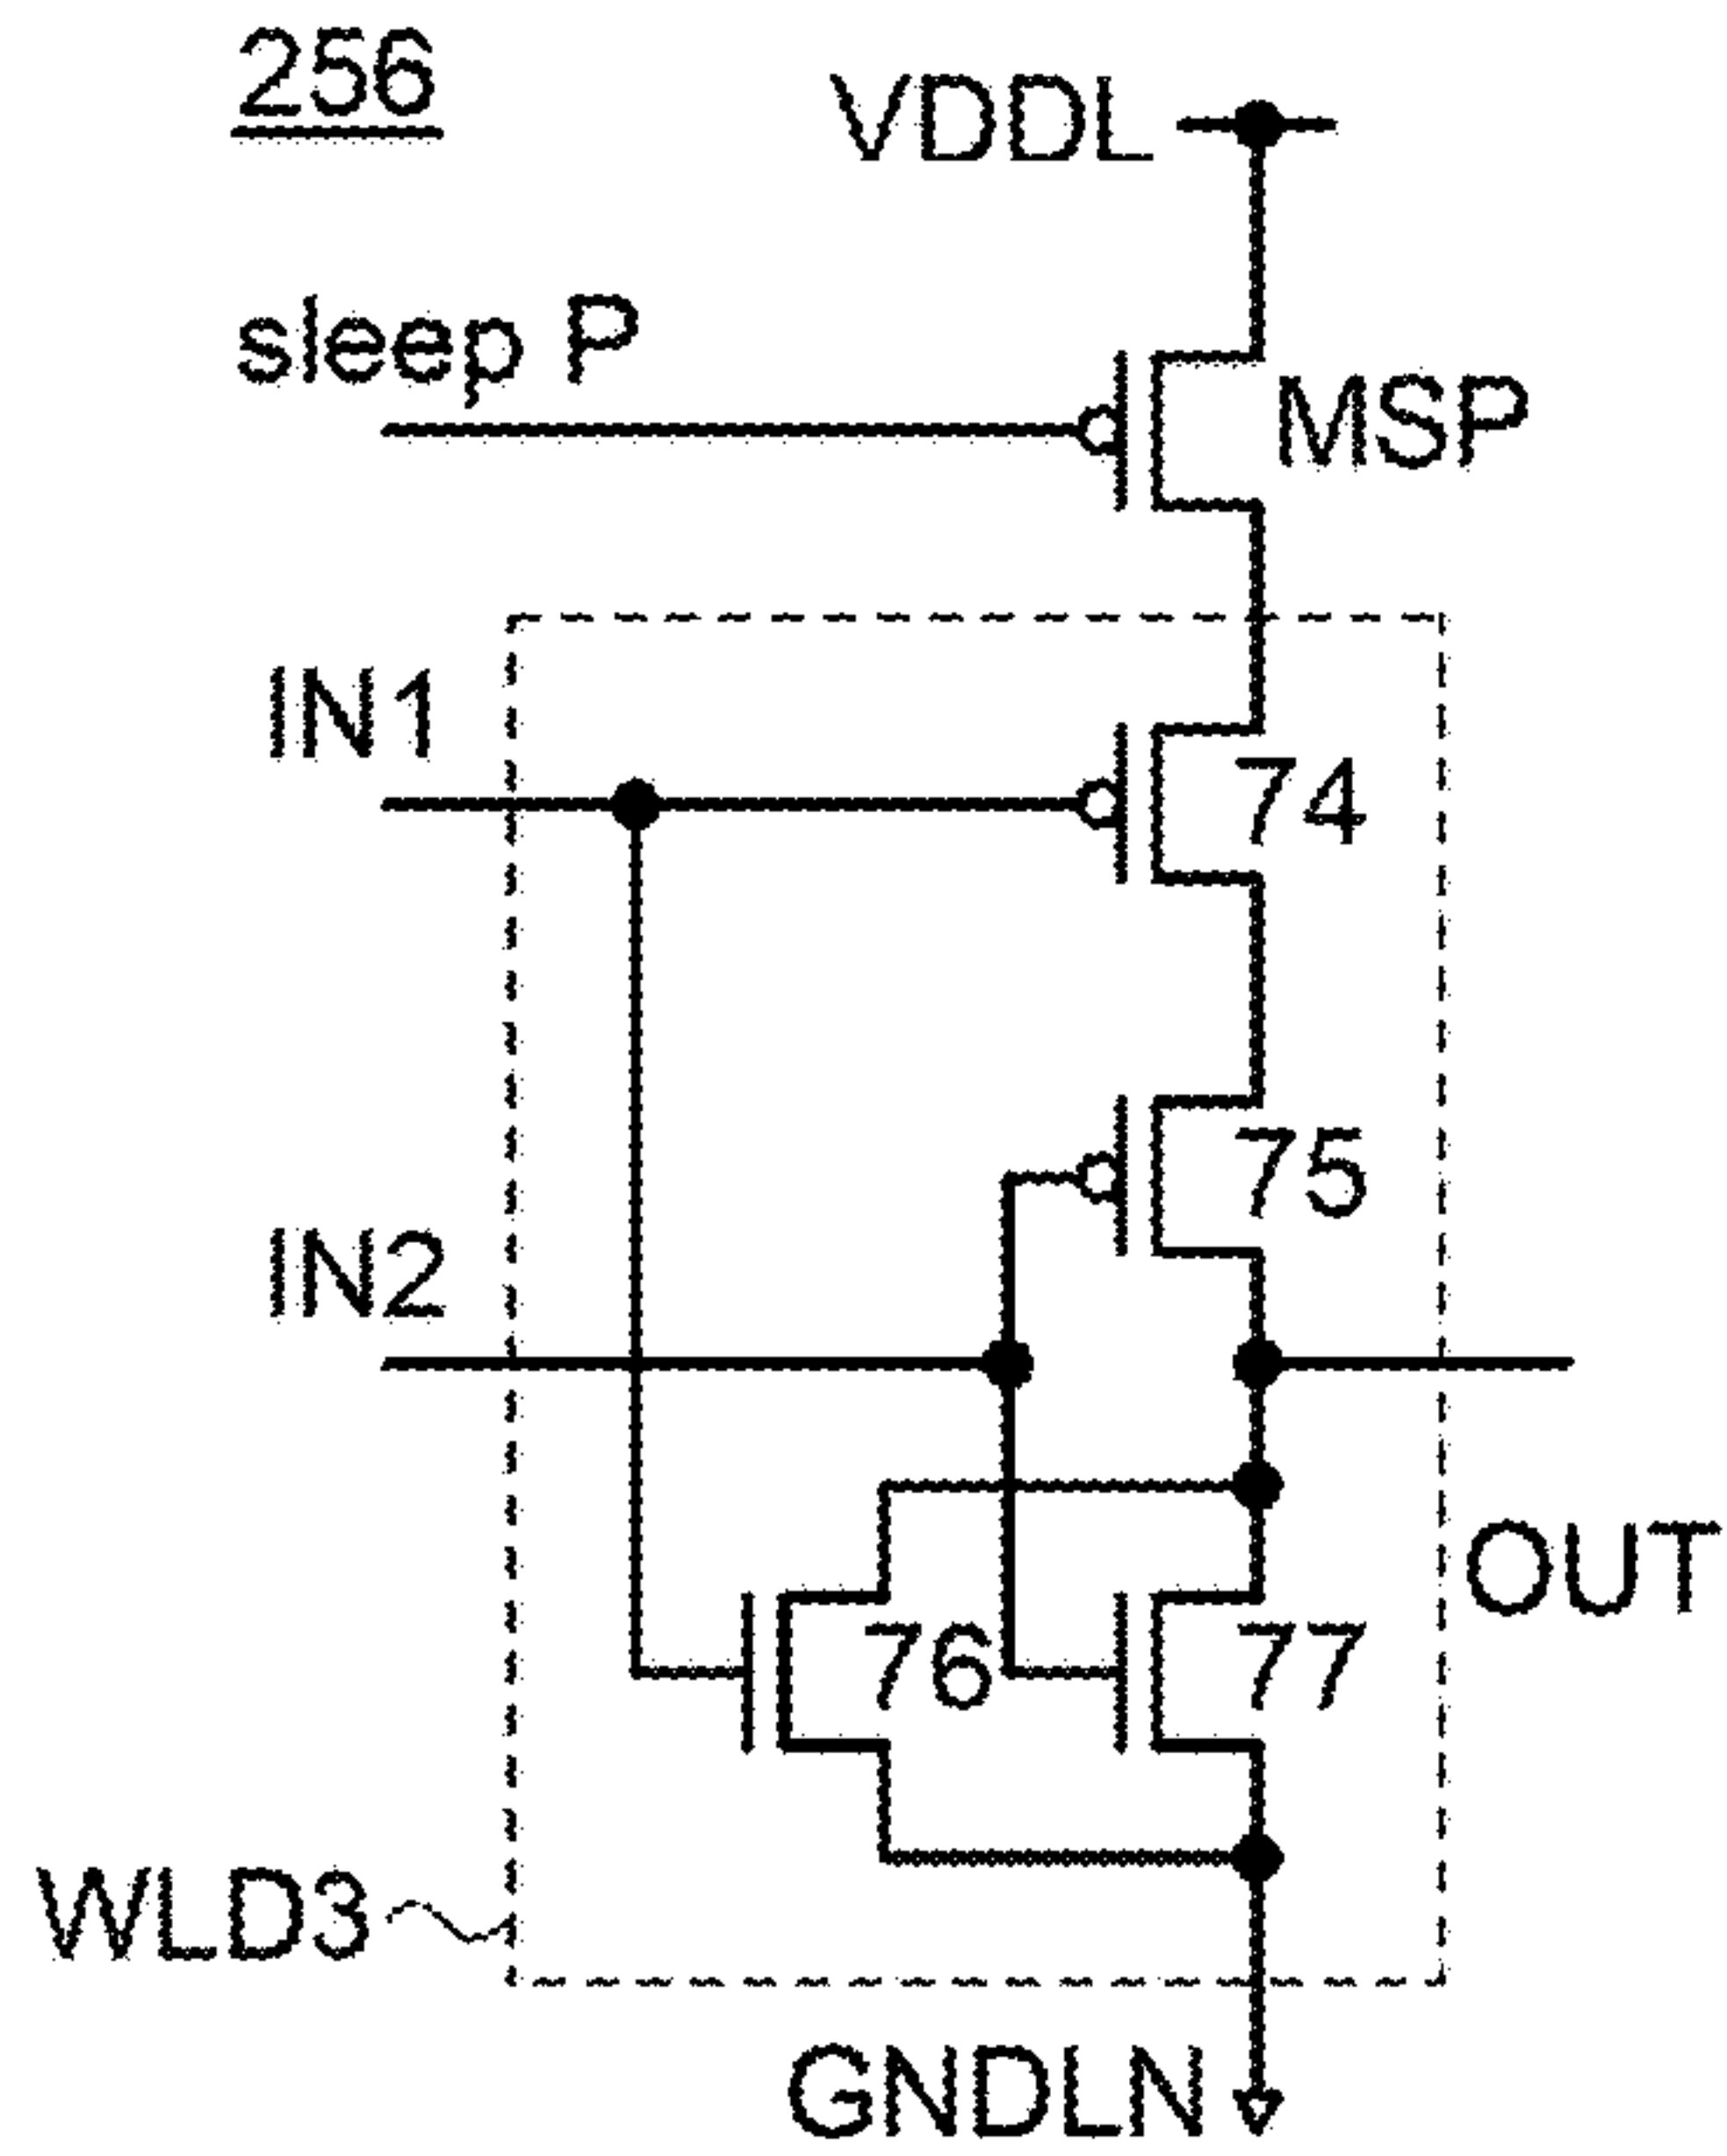 256
VDDL
sleep P
MSP
IN1
74
75
IN2
OUT
76
77
WLD3
GNDLN